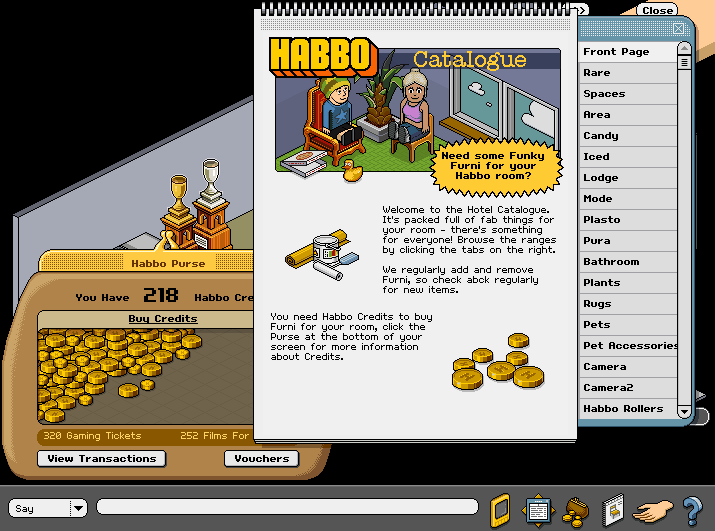 Close
HABBO
Catalogue
Need some Funky
Furni for your
Habbo room?
Welcome to the Hotel Catalogue.
It's packed full of fab things for
your room - there's something
for everyone! Browse the ranges
by clicking the tabs on the right.
We regularly add and remove
Furni, so check abck regularly
for new items.
You need Habbo Credits to buy
Furni for your room, click the
Purse at the bottom of your
screen for more information
about Credits.
Front Page
Rare
Spaces
Area
Candy
Iced
Lodge
Mode
Plasto
Pura
Bathroom
Plants
Rugs
Pets
Pet Accessories
Camera
Camera2
Habbo Rollers
Habbo Purse
You Have 218 Habbo Cre
Buy Credits
320 Gaming Tickets 252 Films For
View Transactions Vouchers
Say